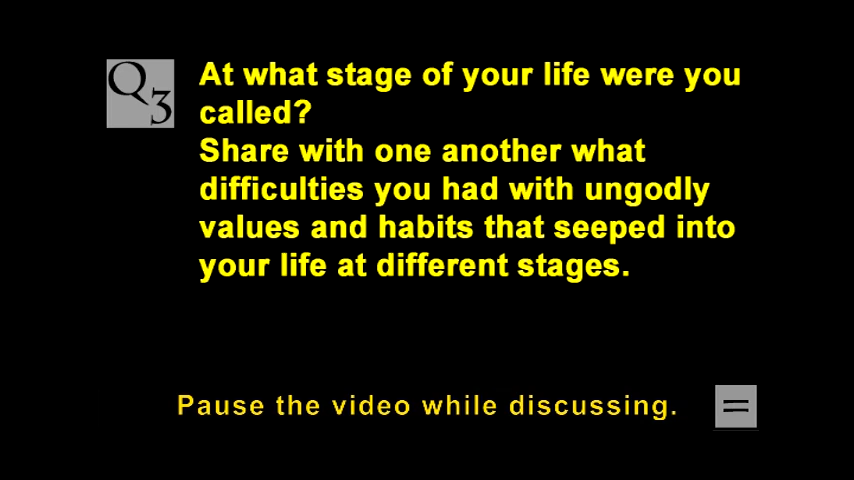 Q3
At what stage of your life were you
called?
Share with one another what
difficulties you had with ungodly
values and habits that seeped into
your life at different stages.
Pause the video while discussing.